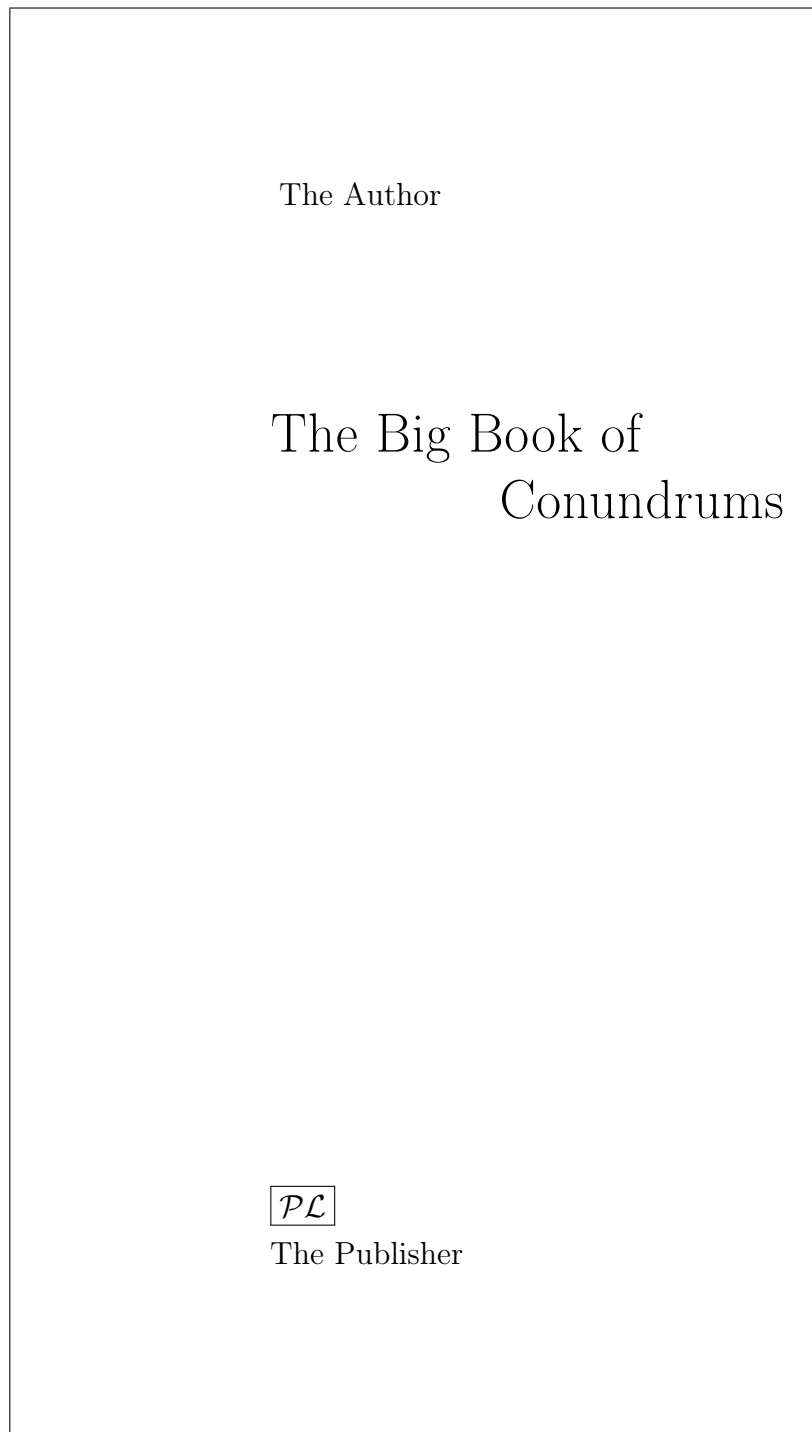 The Author
The Big Book of
Conundrums
𝒫ℒ
The Publisher